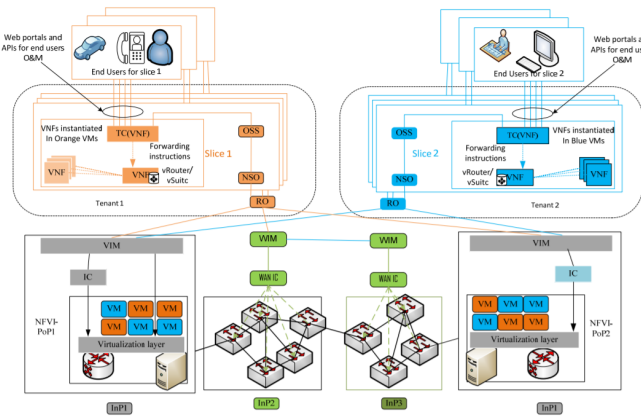 Web portals and
APIs for end users
O&M
End Users for slice 1
End Users for slice 2
Web portals a
APIs for end us
O&M
VNFs instantiated
In Orange VMs
TC(VNF)
OSS
Forwarding
instructions
Slice 1
VNF
VNF
vRouter/
vSuitc
NSO
RO
Tenant 1
OSS
TC(VNF)
VNFs instantiated
In Blue VMs
Slice 2
Forwarding
instructions
vRouter/
vSuitc
VNF
VNF
NSO
RO
Tenant 2
VIM
IC
VM VM VM
VM VM VM
NFVI-
PoP1
Virtualization layer
InP1
WIM
WAN IC
InP2
WIM
WAN IC
InP3
VIM
IC
VM VM VM
VM VM VM
NFVI-
PoP2
Virtualization layer
InP1